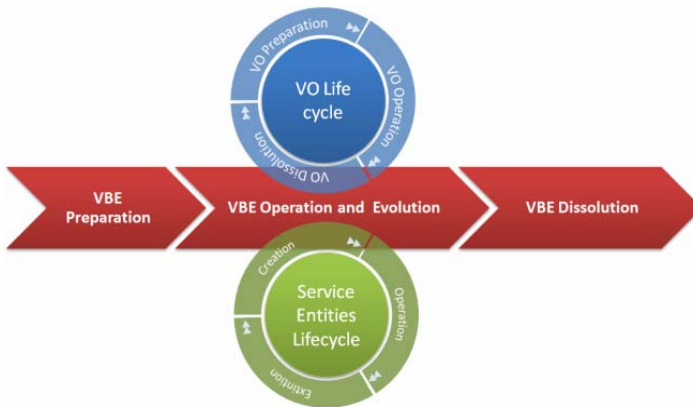 VO Preparation
VO Operation
VO Dissolution
VO Life
cycle
VBE
Preparation
VBE Operation and Evolution
VBE Dissolution
Creation
Operation
Extintion
Service
Entities
Lifecycle